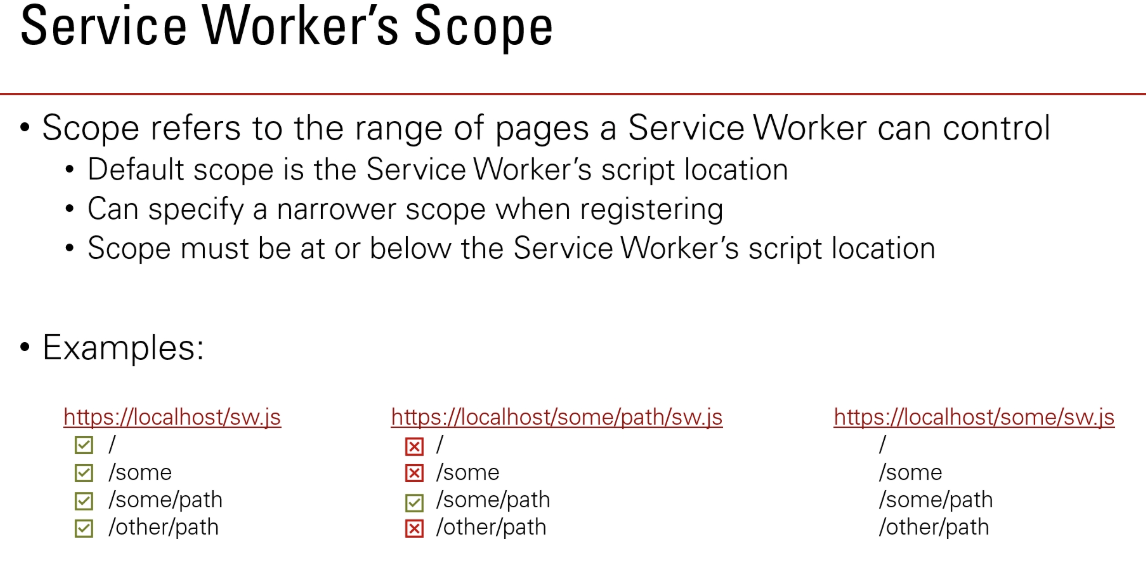 Service Worker's Scope
• Scope refers to the range of pages a Service Worker can control
• Default scope is the Service Worker's script location
• Can specify a narrower scope when registering
• Scope must be at or below the Service Worker's script location
• Examples:
https://localhost/sw.js
☑ /
☑ /some
☑ /some/path
☑ /other/path
https://localhost/some/path/sw.js
☒ /
☒ /some
☑ /some/path
☒ /other/path
https://localhost/some/sw.js
/
/some
/some/path
/other/path